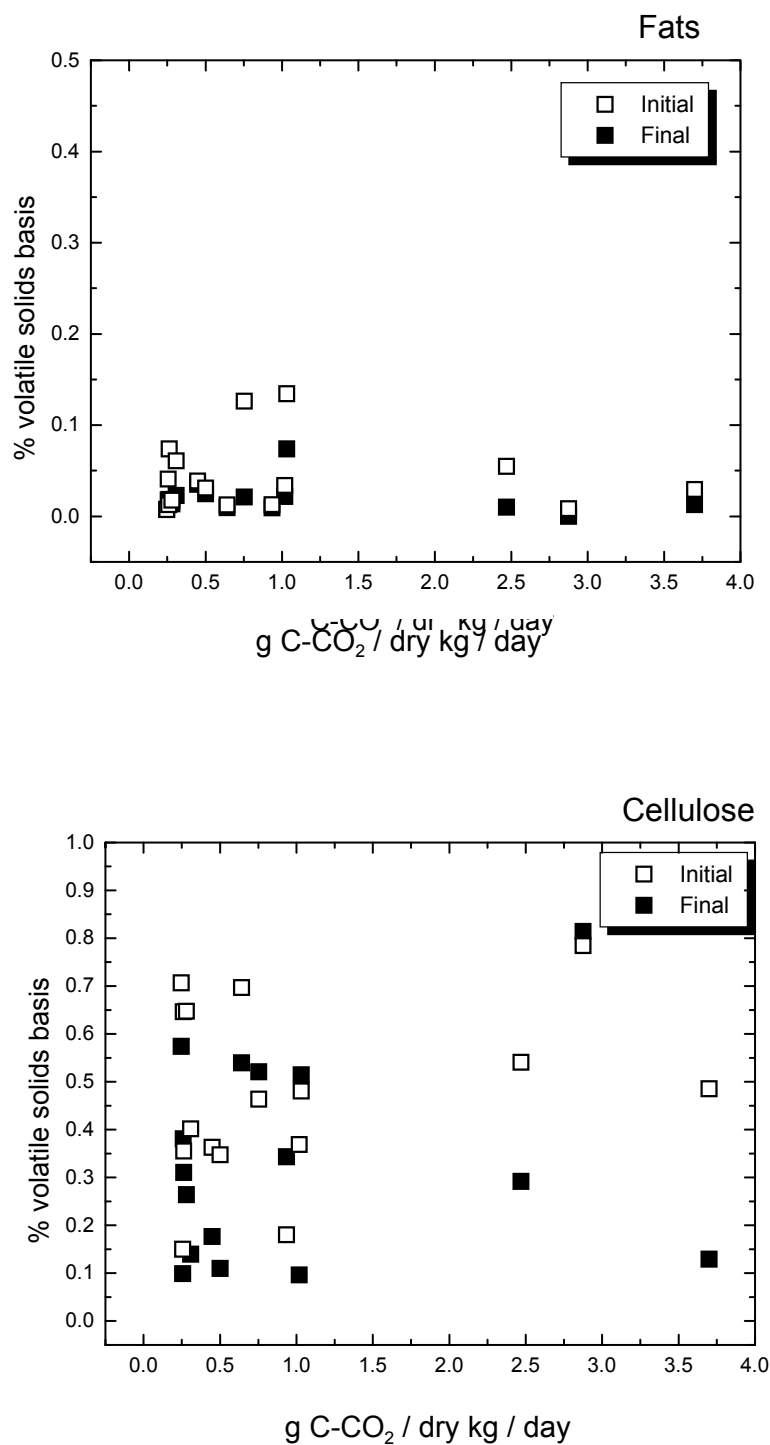 Fats
0.5
Initial
Final
0.4
0.3
0.2
0.1
0.0
% volatile solids basis
0.0 0.5 1.0 1.5 2.0 2.5 3.0 3.5 4.0
g C-CO₂ / dry kg / day
Cellulose
1.0
Initial
0.9
Final
0.8
0.7
0.6
0.5
0.4
0.3
0.2
0.1
0.0
% volatile solids basis
0.0 0.5 1.0 1.5 2.0 2.5 3.0 3.5 4.0
g C-CO₂ / dry kg / day